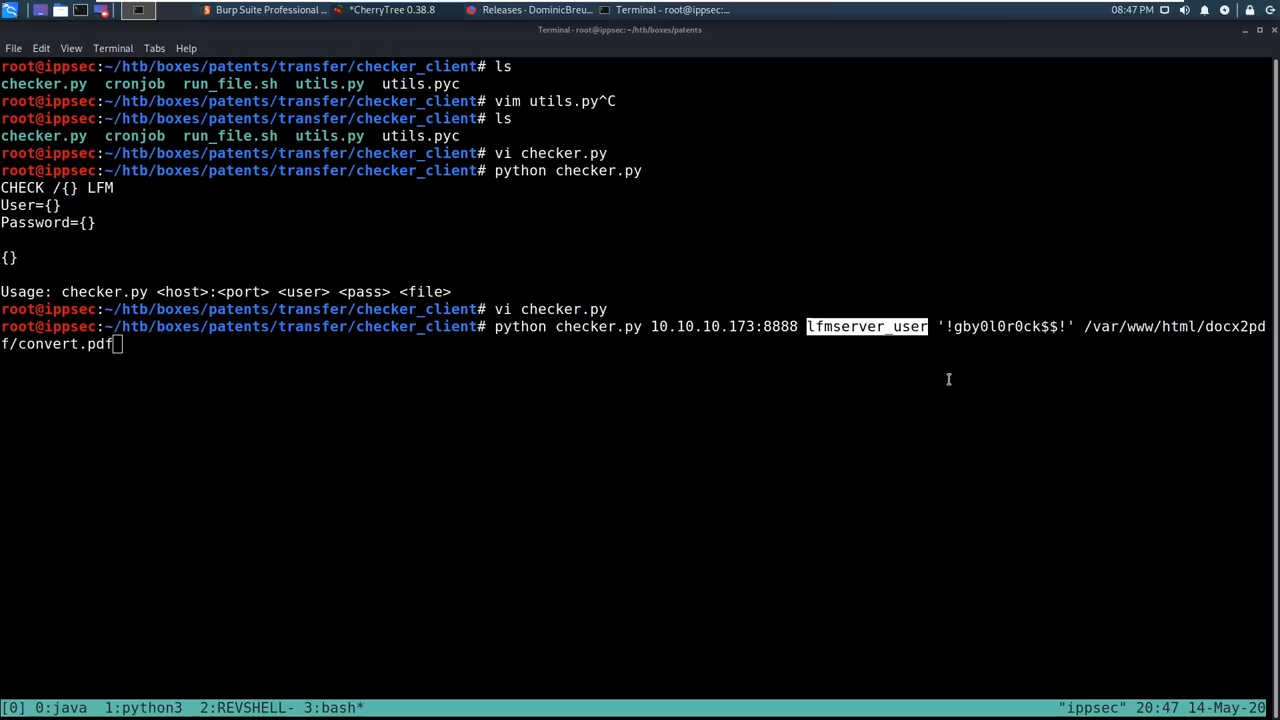 Burp Suite Professional ... *CherryTree 0.38.8 Releases · DominicBreu... Terminal - root@ippsec:... 08:47 PM
Terminal - root@ippsec: ~/htb/boxes/patents
File Edit View Terminal Tabs Help
root@ippsec:~/htb/boxes/patents/transfer/checker_client# ls
checker.py cronjob run_file.sh utils.py utils.pyc
root@ippsec:~/htb/boxes/patents/transfer/checker_client# vim utils.py^C
root@ippsec:~/htb/boxes/patents/transfer/checker_client# ls
checker.py cronjob run_file.sh utils.py utils.pyc
root@ippsec:~/htb/boxes/patents/transfer/checker_client# vi checker.py
root@ippsec:~/htb/boxes/patents/transfer/checker_client# python checker.py
CHECK /{} LFM
User={}
Password={}
{}
Usage: checker.py <host>:<port> <user> <pass> <file>
root@ippsec:~/htb/boxes/patents/transfer/checker_client# vi checker.py
root@ippsec:~/htb/boxes/patents/transfer/checker_client# python checker.py 10.10.10.173:8888 lfmserver_user '!gby0l0r0ck$$!' /var/www/html/docx2pd
f/convert.pdf
[0] 0:java 1:python3 2:REVSHELL- 3:bash* "ippsec" 20:47 14-May-20